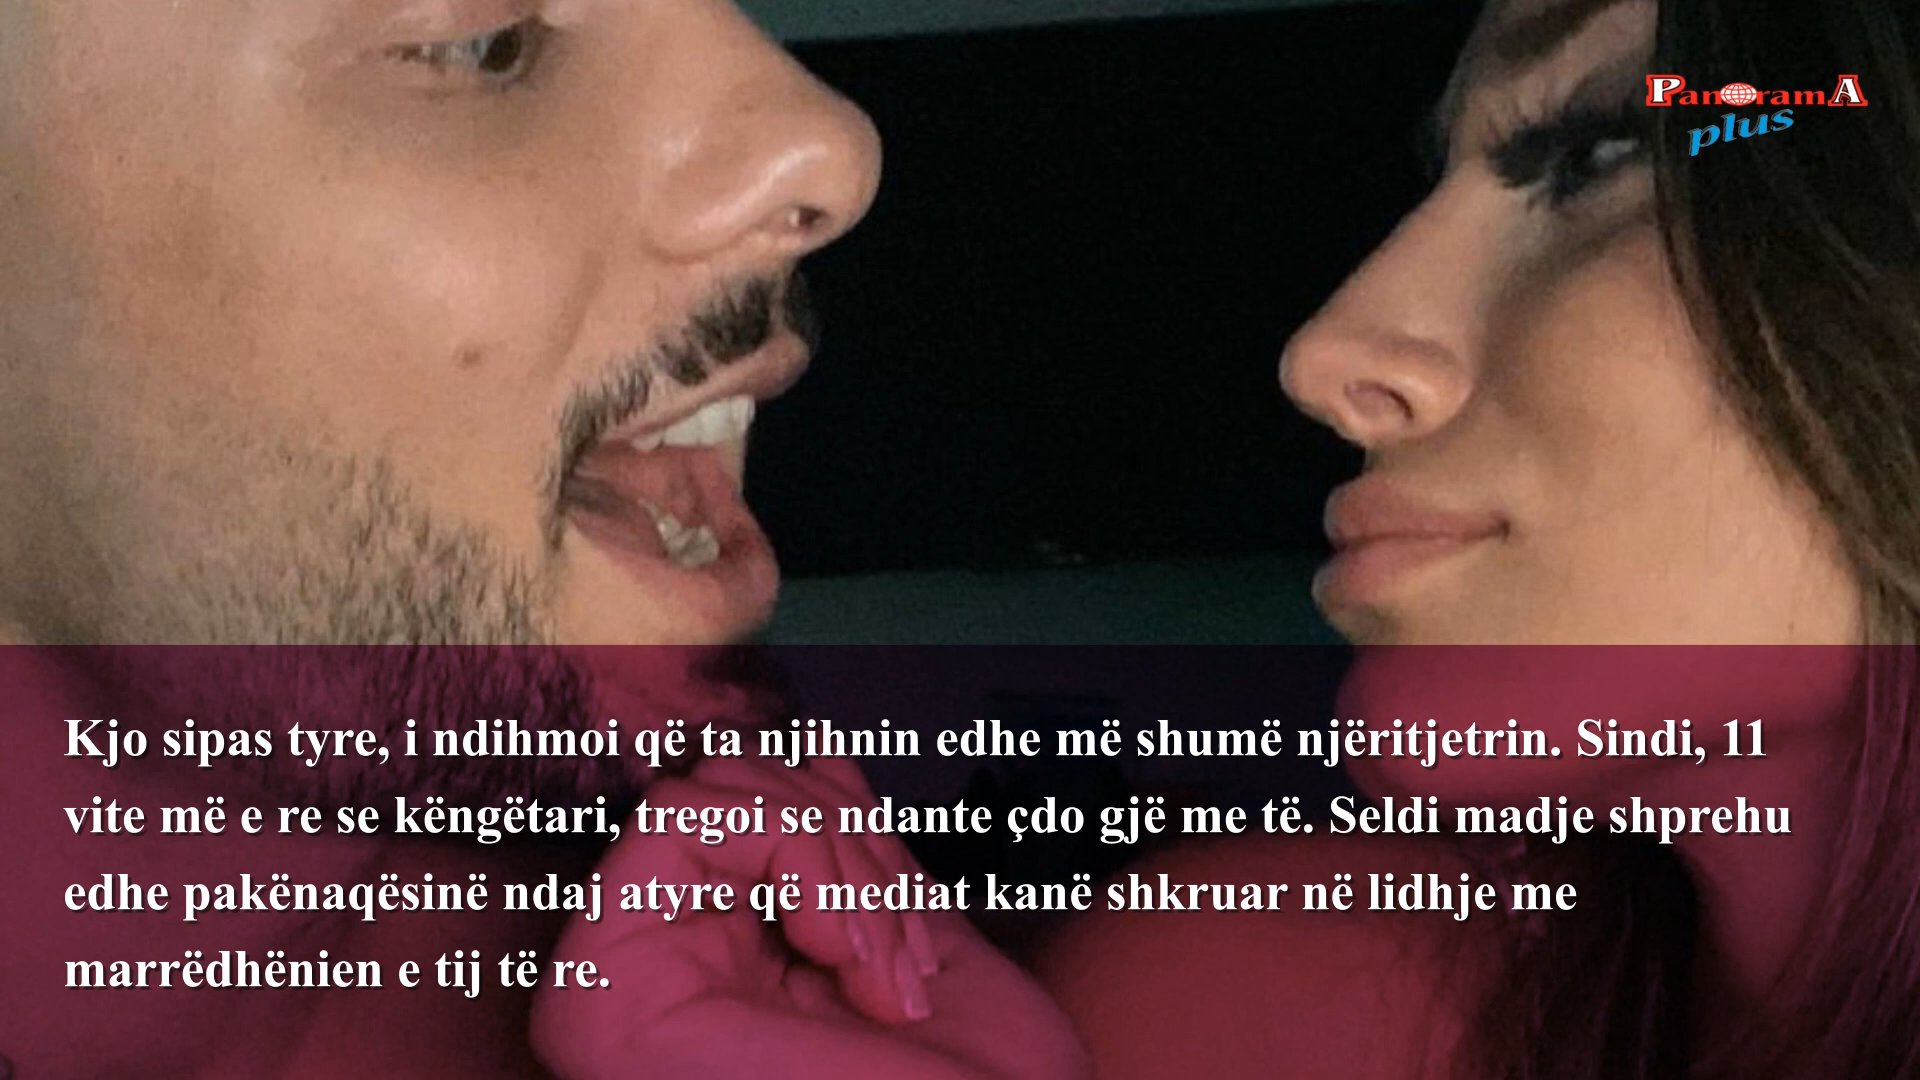 PanoramA
plus
Kjo sipas tyre, i ndihmoi që ta njihnin edhe më shumë njëritjetrin. Sindi, 11
vite më e re se këngëtari, tregoi se ndante çdo gjë me të. Seldi madje shprehu
edhe pakënaqësinë ndaj atyre që mediat kanë shkruar në lidhje me
marrëdhënien e tij të re.